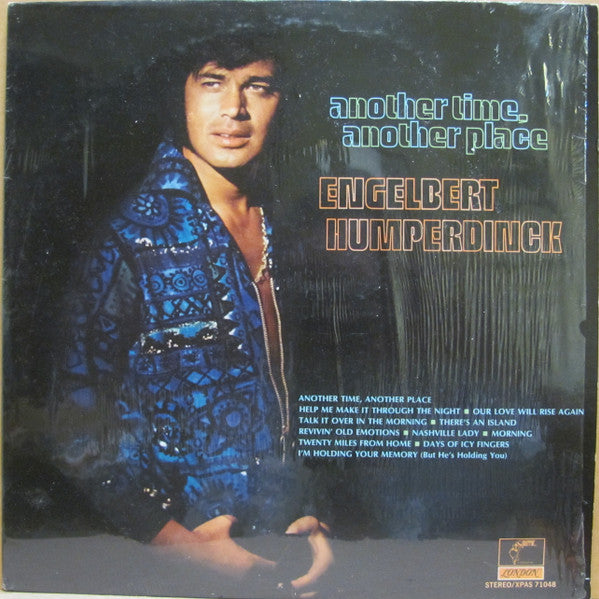 another time,
another place
ENGELBERT
HUMPERDINCK
ANOTHER TIME, ANOTHER PLACE
HELP ME MAKE IT THROUGH THE NIGHT ■ OUR LOVE WILL RISE AGAIN
TALK IT OVER IN THE MORNING ■ THERE'S AN ISLAND
REVIVIN' OLD EMOTIONS ■ NASHVILLE LADY ■ MORNING
TWENTY MILES FROM HOME ■ DAYS OF ICY FINGERS
I'M HOLDING YOUR MEMORY (But He's Holding You)
LONDON
STEREO/XPAS 71048